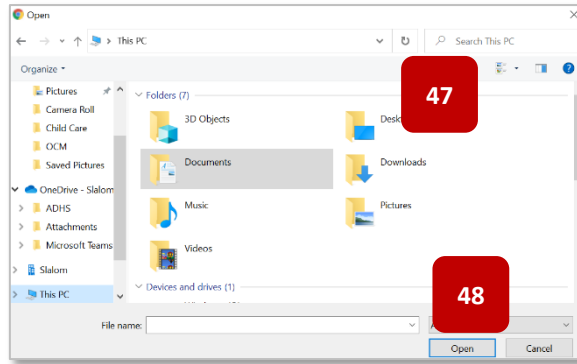 Open
This PC
Search This PC
Organize
Pictures
Camera Roll
Child Care
OCM
Saved Pictures
OneDrive - Slalom
ADHS
Attachments
Microsoft Teams
Slalom
This PC
Folders (7)
47
3D Objects
Documents
Downloads
Music
Pictures
Videos
Devices and drives (1)
48
File name:
Open
Cancel